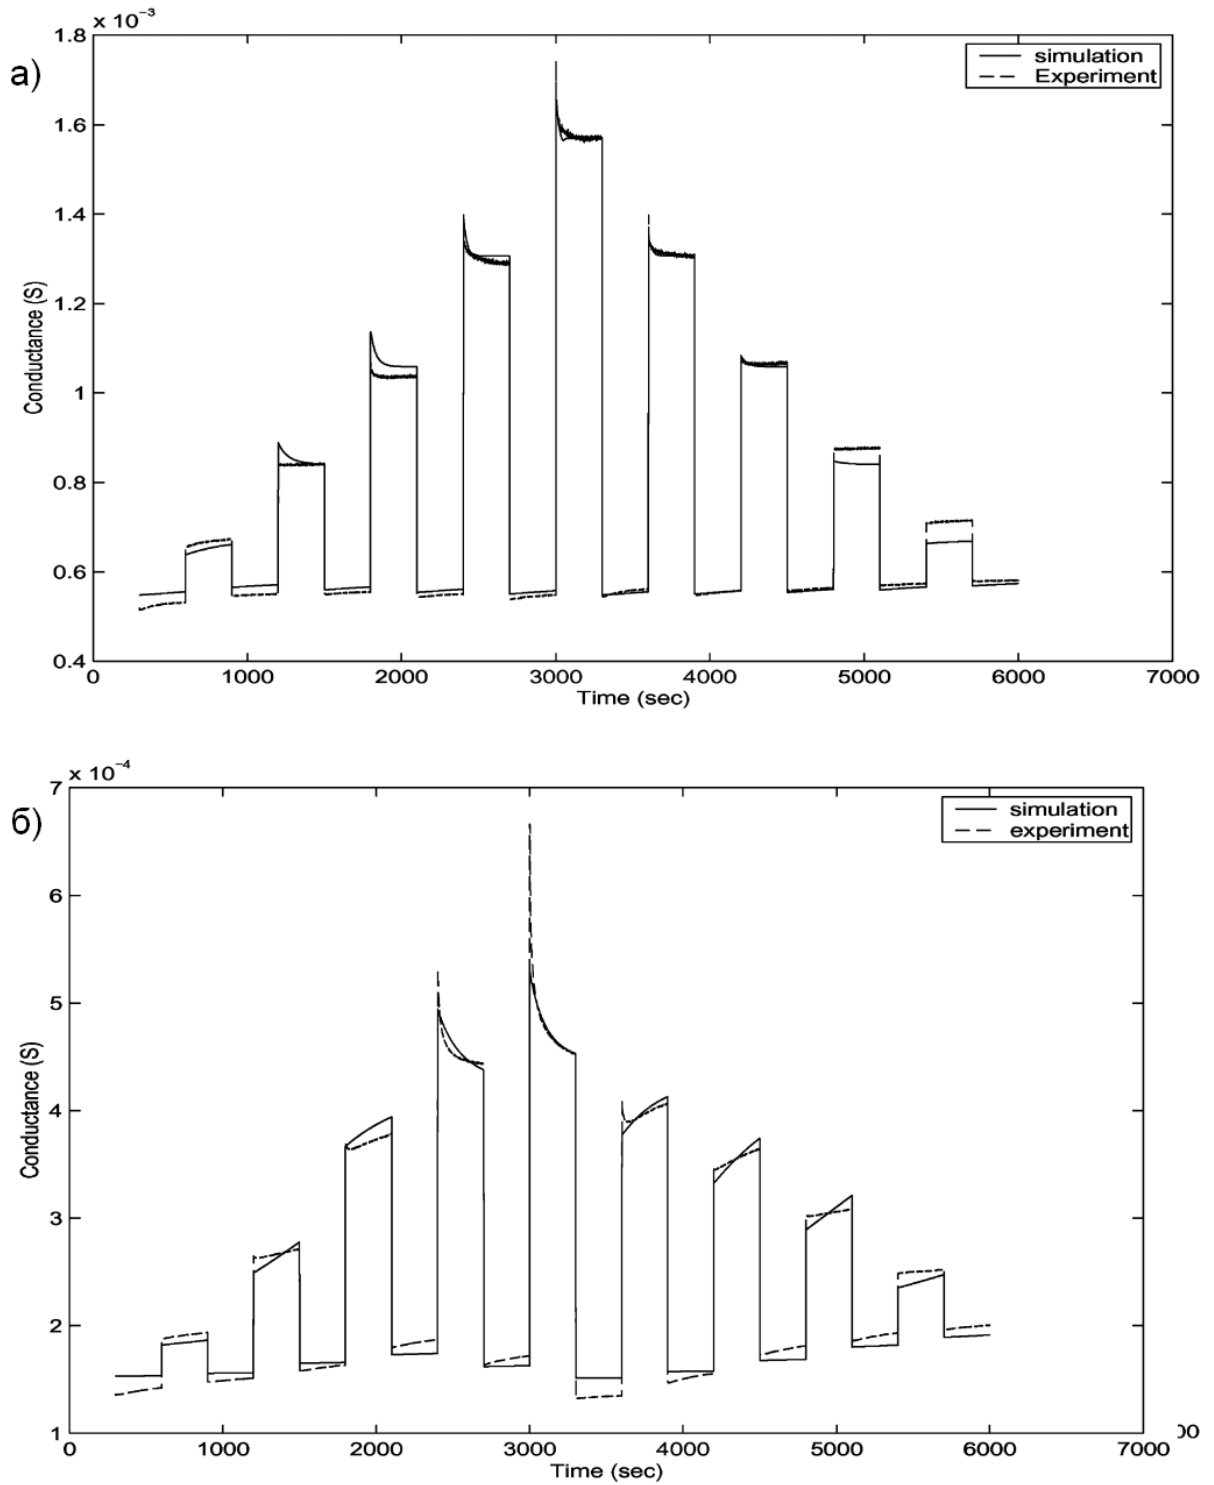 x 10⁻³
1.8
а)
simulation
Experiment
1.6
1.4
1.2
1
0.8
0.6
0.4
Conductance (S)
0 1000 2000 3000 4000 5000 6000 7000
Time (sec)
x 10⁻⁴
7
б)
simulation
experiment
6
5
4
3
2
1
Conductance (S)
0 1000 2000 3000 4000 5000 6000 7000
00
Time (sec)